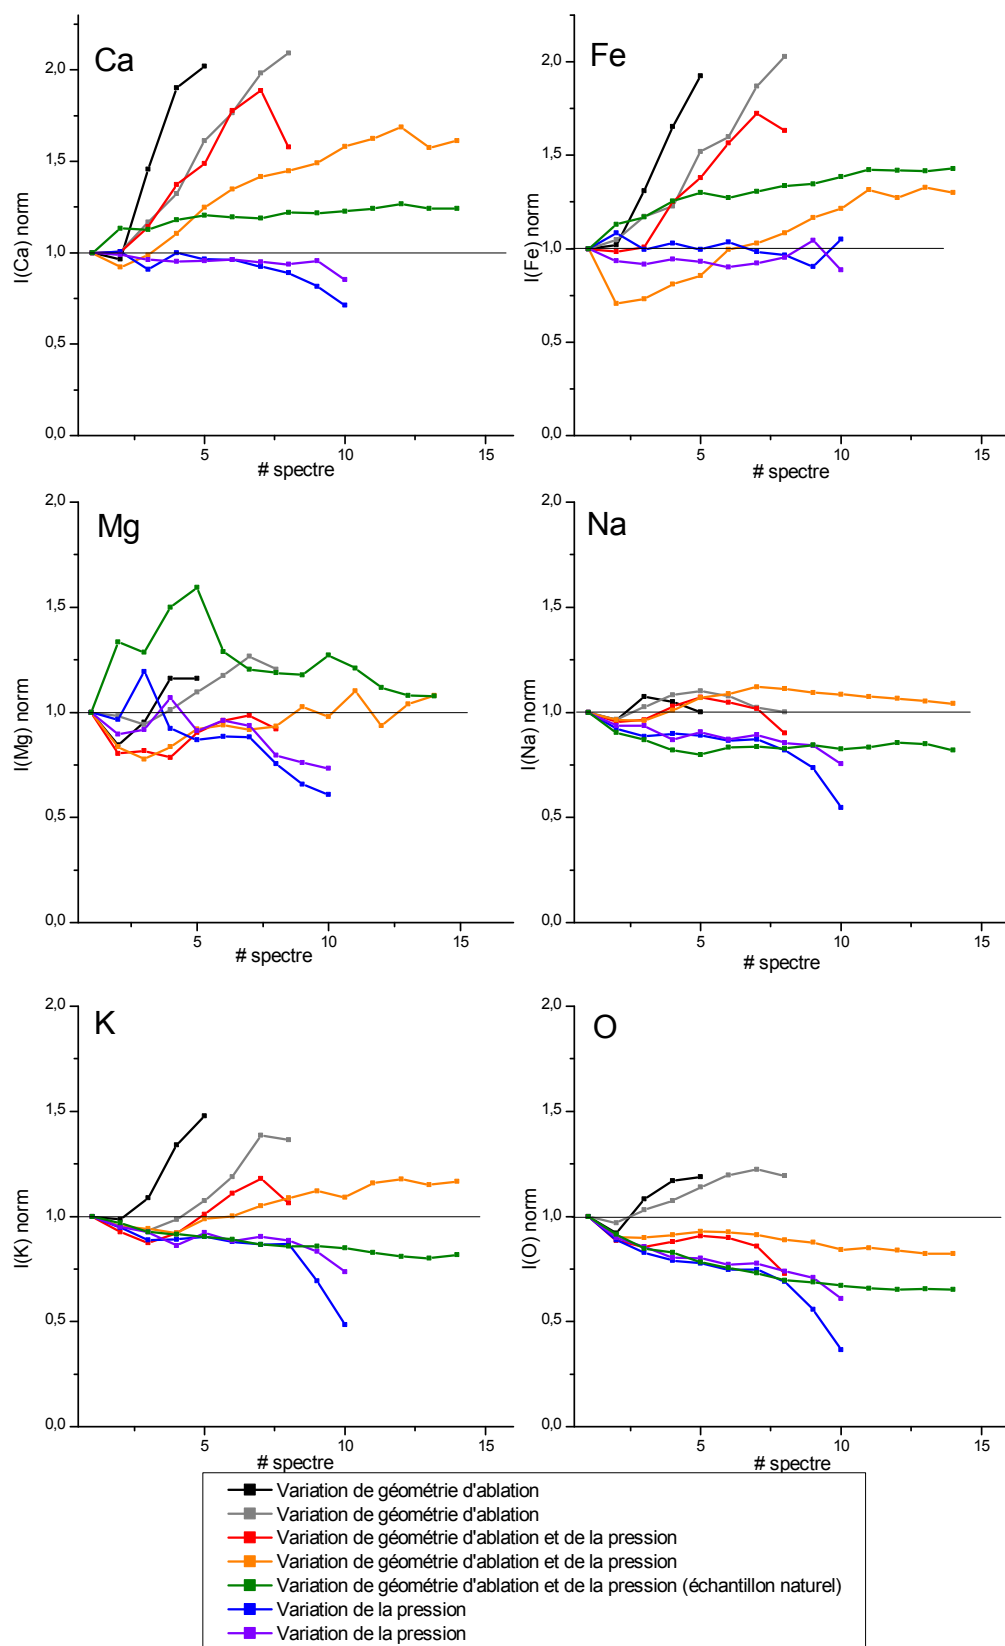 Ca
I(Ca) norm
2,0
1,5
1,0
0,5
0,0
5
10
15
# spectre
Fe
I(Fe) norm
2,0
1,5
1,0
0,5
0,0
5
10
15
# spectre
Mg
I(Mg) norm
2,0
1,5
1,0
0,5
0,0
5
10
15
# spectre
Na
I(Na) norm
2,0
1,5
1,0
0,5
0,0
5
10
15
# spectre
K
I(K) norm
2,0
1,5
1,0
0,5
0,0
5
10
15
# spectre
O
I(O) norm
2,0
1,5
1,0
0,5
0,0
5
10
15
# spectre
Variation de géométrie d'ablation
Variation de géométrie d'ablation
Variation de géométrie d'ablation et de la pression
Variation de géométrie d'ablation et de la pression
Variation de géométrie d'ablation et de la pression (échantillon naturel)
Variation de la pression
Variation de la pression